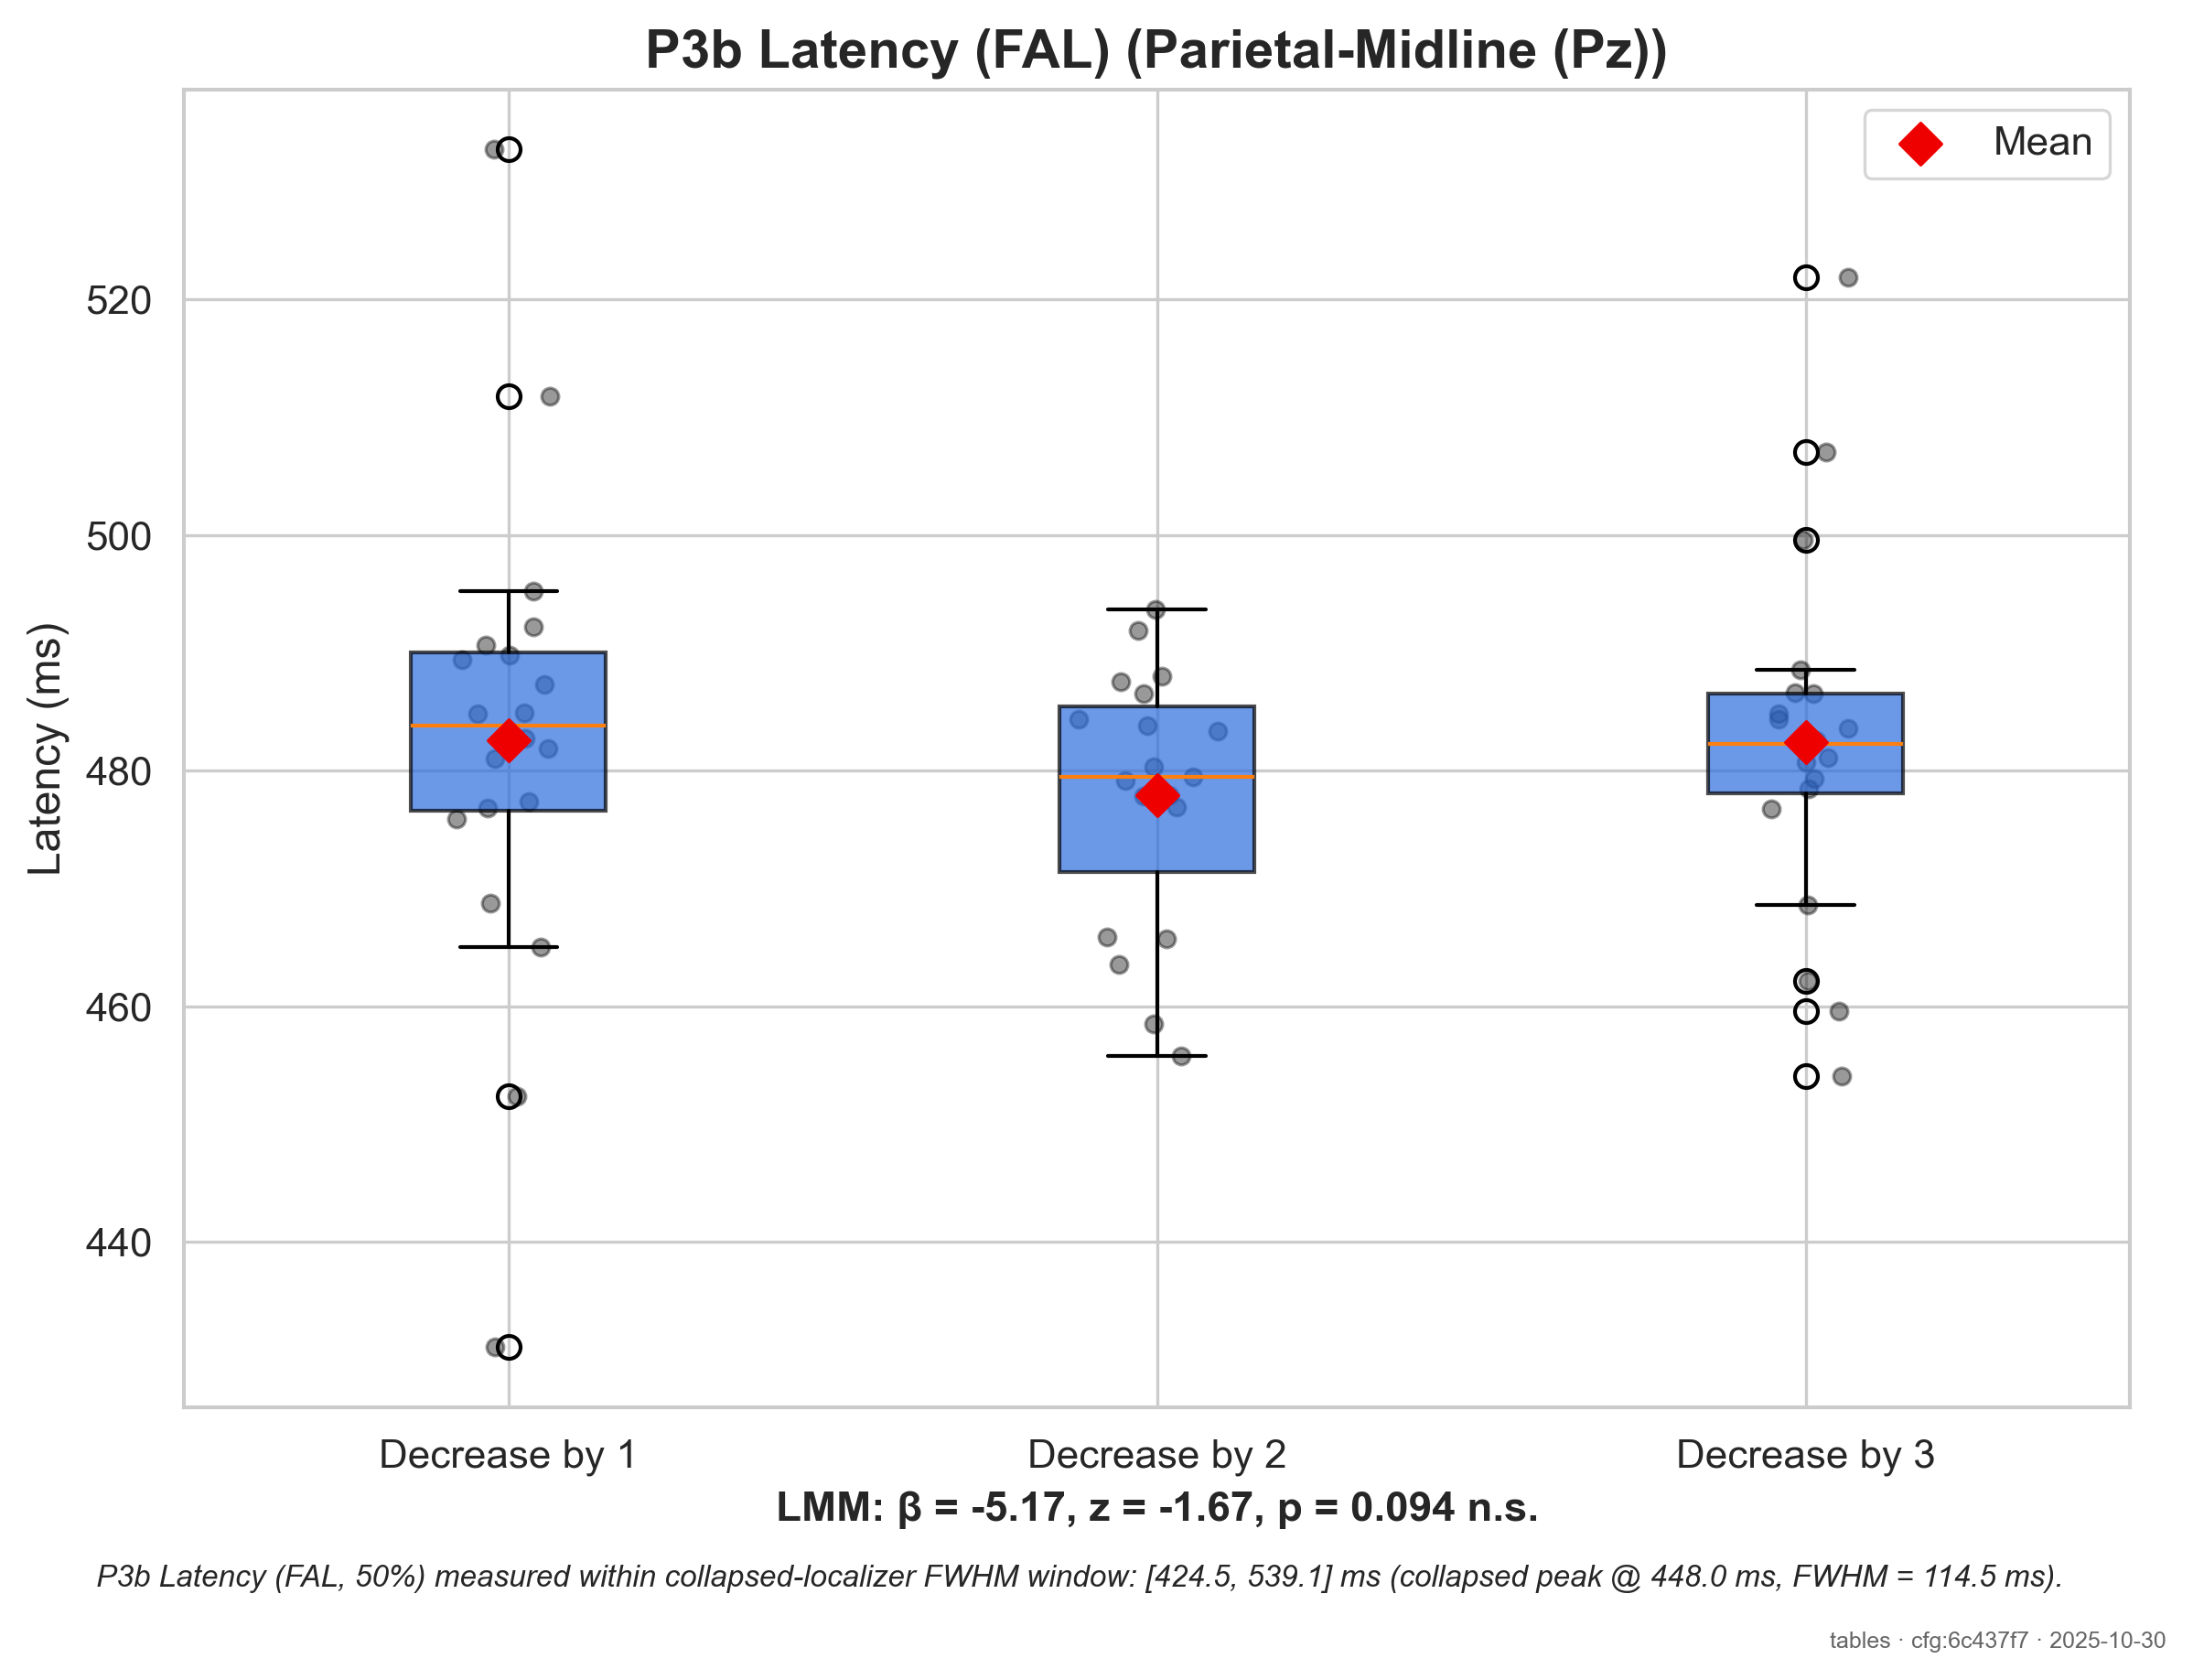 P3b Latency (FAL) (Parietal-Midline (Pz))
Mean
Latency (ms)
520
500
480
460
440
Decrease by 1
Decrease by 2
Decrease by 3
LMM: β = -5.17, z = -1.67, p = 0.094 n.s.
P3b Latency (FAL, 50%) measured within collapsed-localizer FWHM window: [424.5, 539.1] ms (collapsed peak @ 448.0 ms, FWHM = 114.5 ms).
tables · cfg:6c437f7 · 2025-10-30